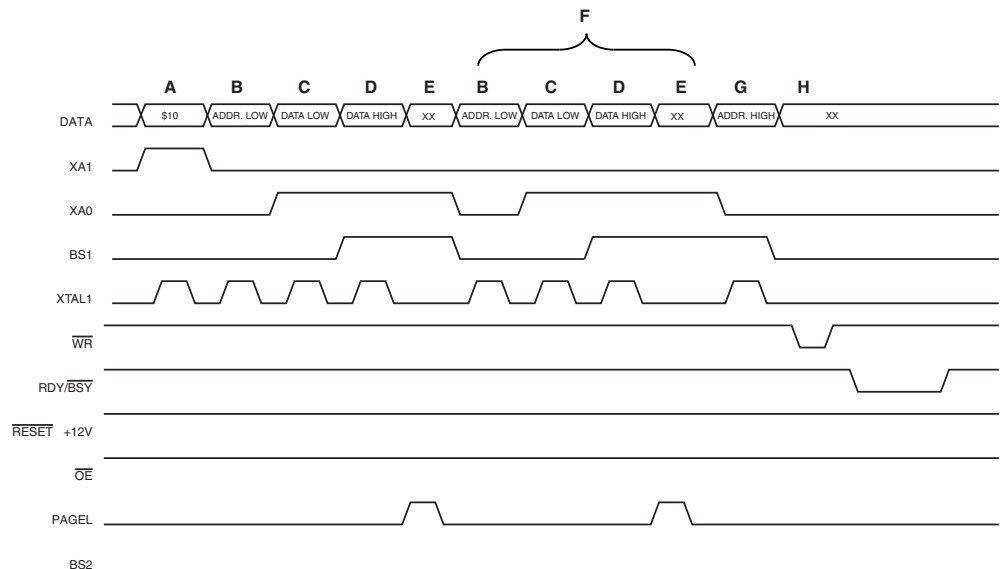 F
A B C D E B C D E G H
DATA $10 ADDR. LOW DATA LOW DATA HIGH XX ADDR. LOW DATA LOW DATA HIGH XX ADDR. HIGH XX
XA1
XA0
BS1
XTAL1
WR
RDY/BSY
RESET +12V
OE
PAGEL
BS2